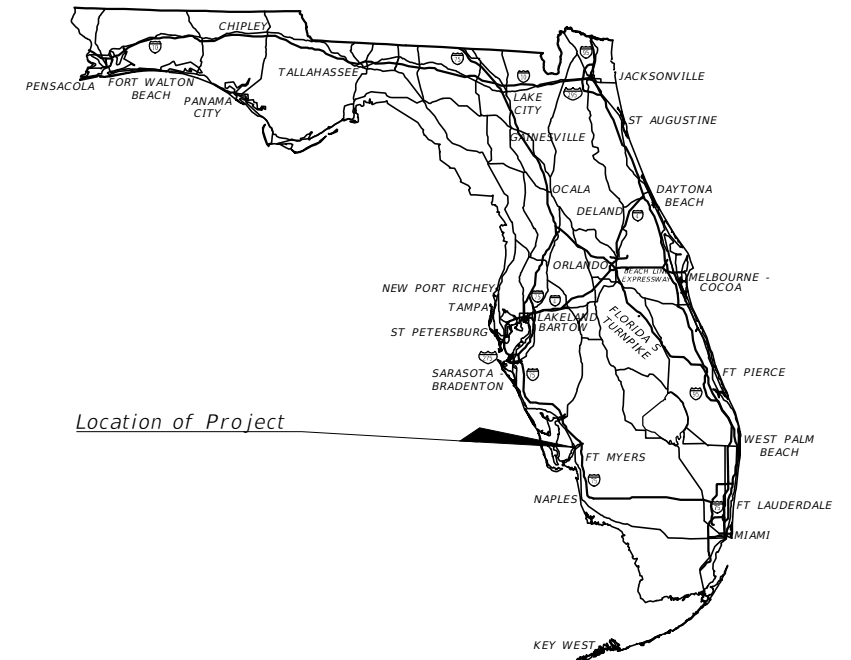 CHIPLEY
PENSACOLA
FORT WALTON
BEACH
PANAMA
CITY
TALLAHASSEE
LAKE
CITY
JACKSONVILLE
ST AUGUSTINE
GAINESVILLE
OCALA
DELAND
DAYTONA
BEACH
ORLANDO
BEACH LINE
EXPRESSWAY
MELBOURNE -
COCOA
NEW PORT RICHEY
TAMPA
LAKELAND
BARTOW
ST PETERSBURG
FLORIDA'S
TURNPIKE
SARASOTA -
BRADENTON
FT PIERCE
Location of Project
WEST PALM
BEACH
FT MYERS
NAPLES
FT LAUDERDALE
MIAMI
KEY WEST